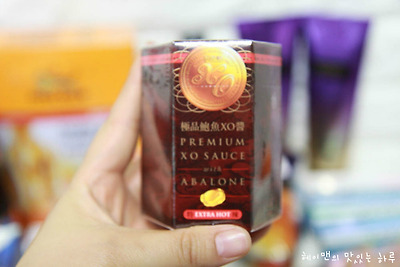 XO
極品鮑魚XO醬
PREMIUM
XO SAUCE
with
ABALONE
EXTRA HOT
헤이맨의 맛있는 하루